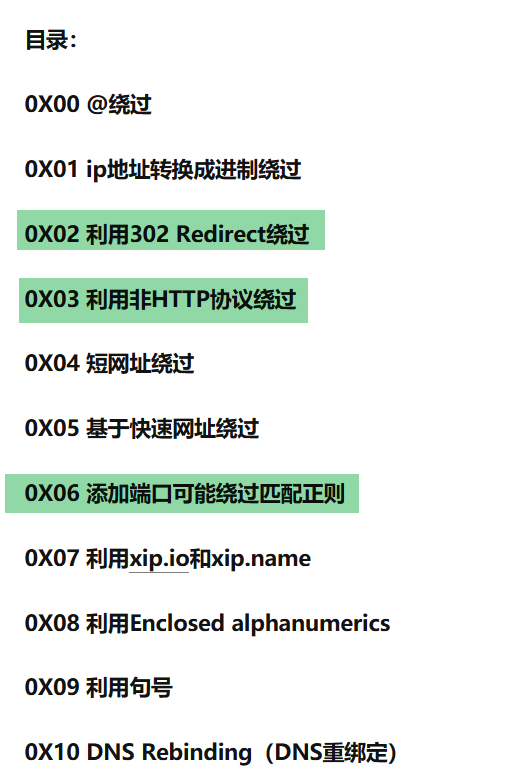 目录：
0X00 @绕过
0X01 ip地址转换成进制绕过
0X02 利用302 Redirect绕过
0X03 利用非HTTP协议绕过
0X04 短网址绕过
0X05 基于快速网址绕过
0X06 添加端口可能绕过匹配正则
0X07 利用xip.io和xip.name
0X08 利用Enclosed alphanumerics
0X09 利用句号
0X10 DNS Rebinding（DNS重绑定）